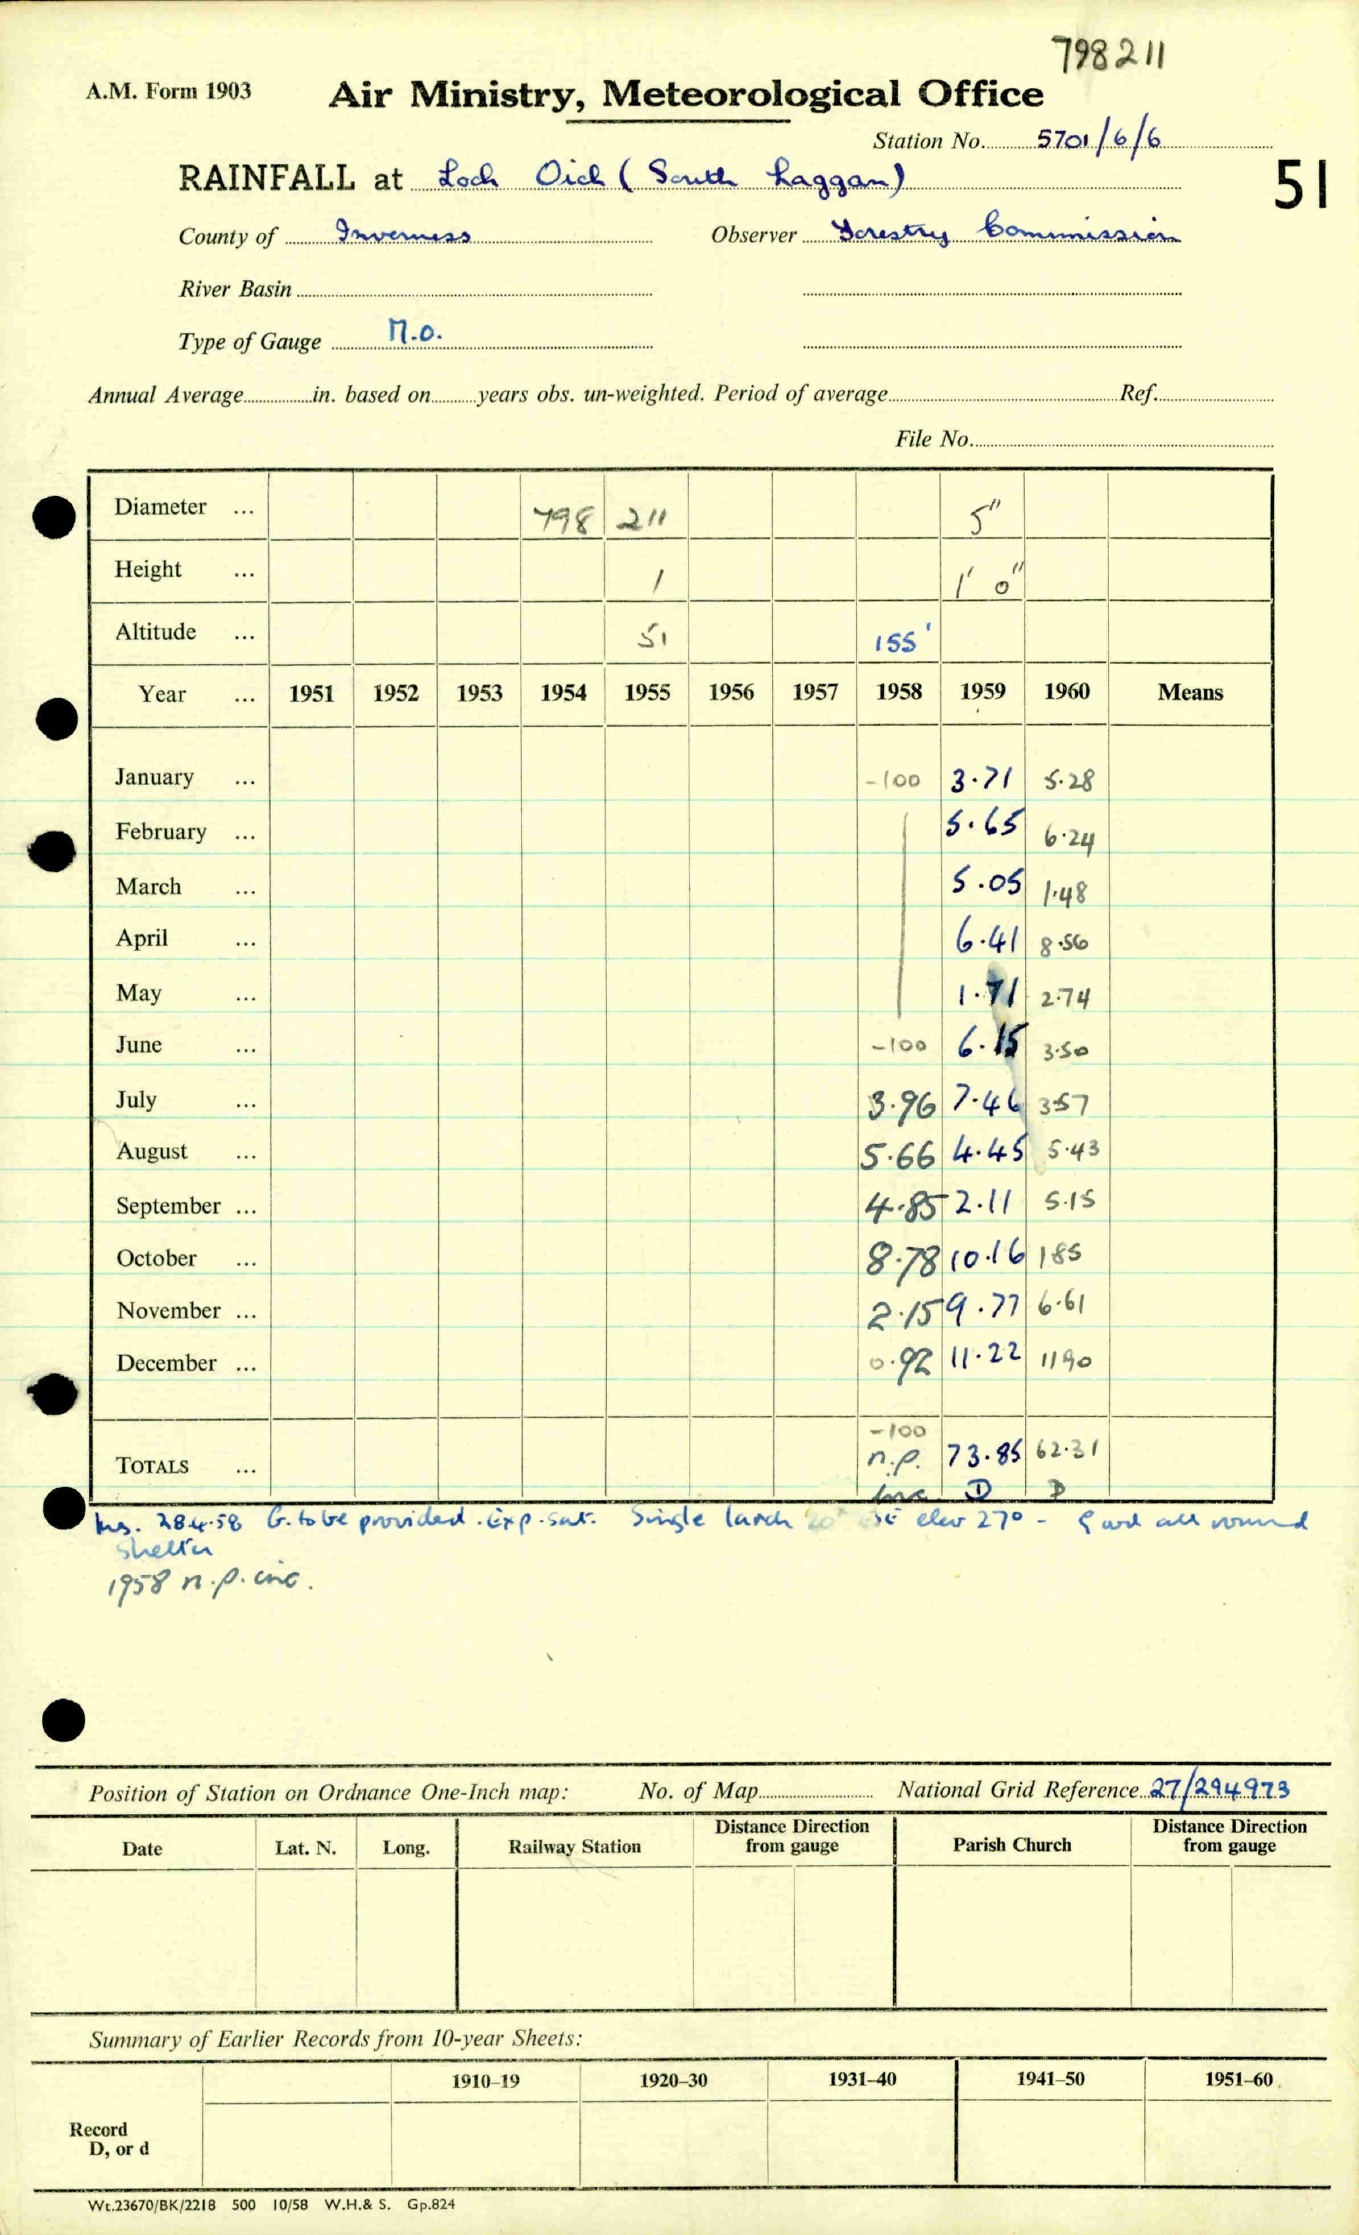 798211
A.M. Form 1903 Air Ministry, Meteorological Office
Station No. 5701/6/6
RAINFALL at Loch Oich (South Laggan) 51
County of Inverness Observer Forestry Commission
River Basin
Type of Gauge M.O.
Annual Average in. based on years obs. un-weighted. Period of average Ref.
File No.
Diameter ... 798 211 5"
Height ... 1 1' 0"
Altitude ... 51 155'
Year ... 1951 1952 1953 1954 1955 1956 1957 1958 1959 1960 Means
January ... -100 3.71 5.28
February ... 5.65 6.24
March ... 5.05 1.48
April ... 6.41 8.56
May ... 1.71 2.74
June ... -100 6.15 3.50
July ... 3.96 7.46 3.57
August ... 5.66 4.45 5.43
September ... 4.85 2.11 5.15
October ... 8.78 10.16 185
November ... 2.15 9.77 6.61
December ... 0.92 11.22 1190
-100
TOTALS ... n.p. 73.85 62.31
inc D D
Ins. 28.4.58 G. to be provided. Exp. sat. Single larch elev 27° - Good all round
shelter
1958 n.p. inc.
Position of Station on Ordnance One-Inch map: No. of Map National Grid Reference 27/294973
Date Lat. N. Long. Railway Station Distance Direction from gauge Parish Church Distance Direction from gauge
Summary of Earlier Records from 10-year Sheets:
1910–19 1920–30 1931–40 1941–50 1951–60
Record
D, or d
Wt.23670/BK/2218 500 10/58 W.H.& S. Gp.824